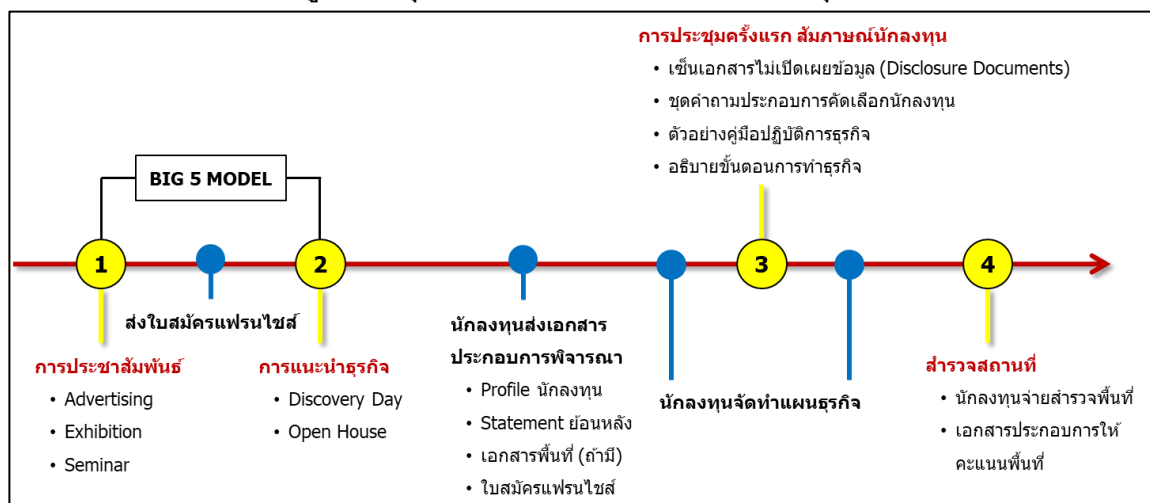 การประชุมครั้งแรก สัมภาษณ์นักลงทุน
• เซ็นเอกสารไม่เปิดเผยข้อมูล (Disclosure Documents)
• ชุดคำถามประกอบการคัดเลือกนักลงทุน
• ตัวอย่างคู่มือปฏิบัติการธุรกิจ
• อธิบายขั้นตอนการทำธุรกิจ
BIG 5 MODEL
1
2
3
4
ส่งใบสมัครแฟรนไชส์
การประชาสัมพันธ์
• Advertising
• Exhibition
• Seminar
การแนะนำธุรกิจ
• Discovery Day
• Open House
นักลงทุนส่งเอกสาร
ประกอบการพิจารณา
• Profile นักลงทุน
• Statement ย้อนหลัง
• เอกสารพื้นที่ (ถ้ามี)
• ใบสมัครแฟรนไชส์
นักลงทุนจัดทำแผนธุรกิจ
สำรวจสถานที่
• นักลงทุนจ่ายสำรวจพื้นที่
• เอกสารประกอบการให้
คะแนนพื้นที่